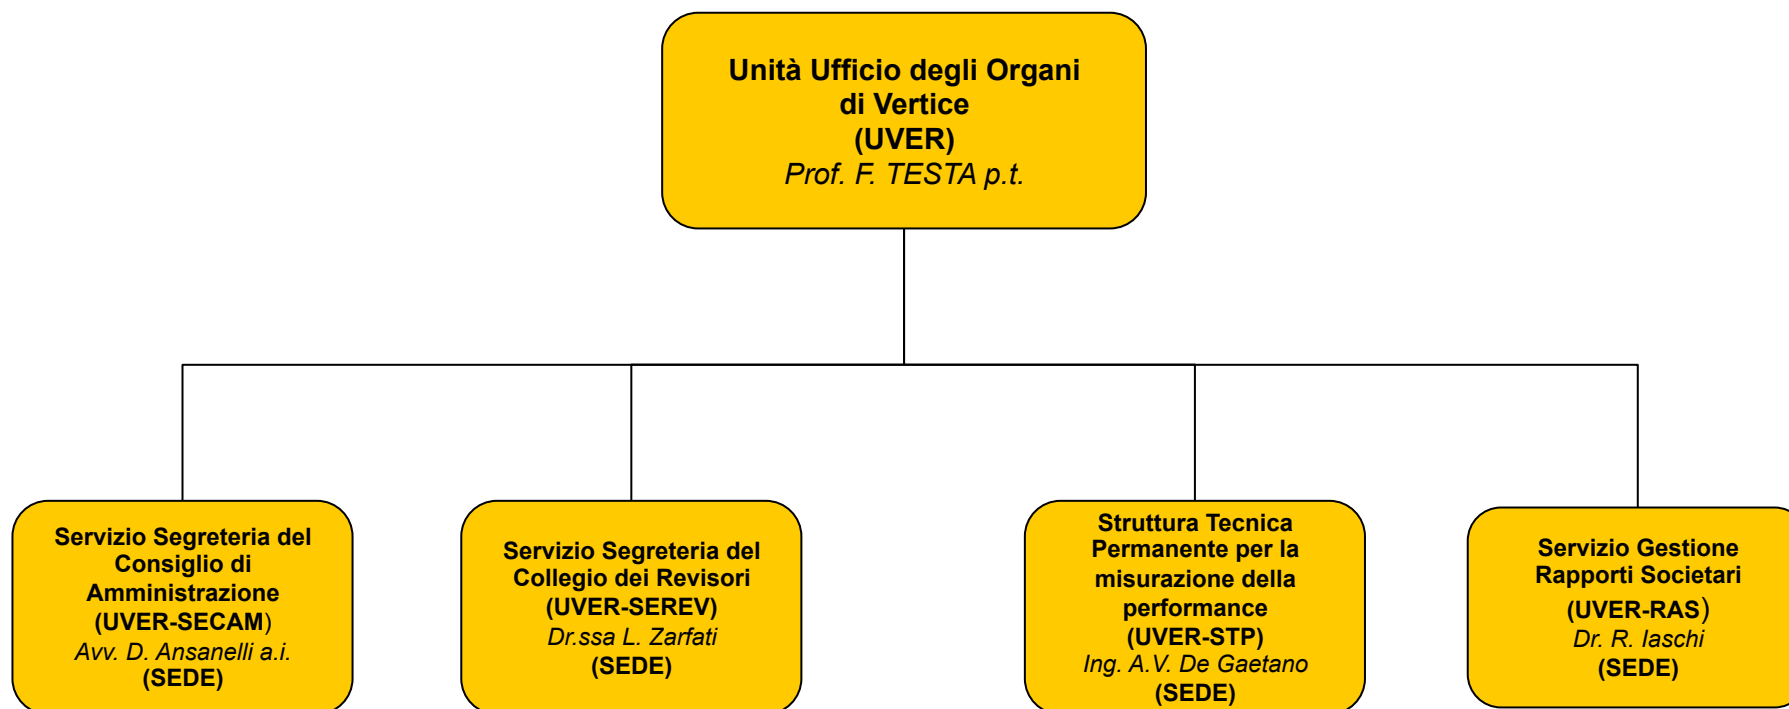 Unità Ufficio degli Organi
di Vertice
(UVER)
Prof. F. TESTA p.t.
Servizio Segreteria del
Consiglio di
Amministrazione
(UVER-SECAM)
Avv. D. Ansanelli a.i.
(SEDE)
Servizio Segreteria del
Collegio dei Revisori
(UVER-SEREV)
Dr.ssa L. Zarfati
(SEDE)
Struttura Tecnica
Permanente per la
misurazione della
performance
(UVER-STP)
Ing. A.V. De Gaetano
(SEDE)
Servizio Gestione
Rapporti Societari
(UVER-RAS)
Dr. R. Iaschi
(SEDE)